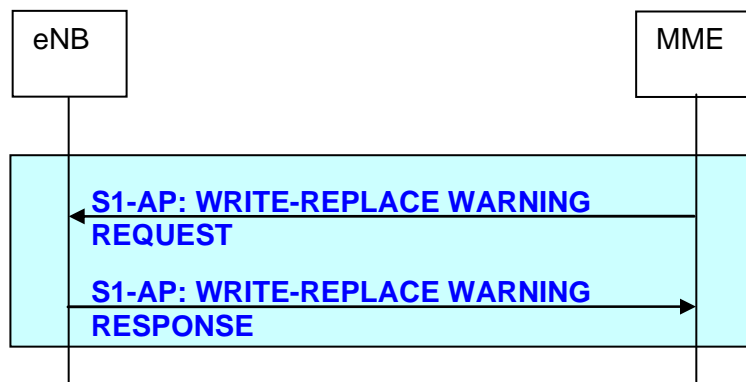 eNB
MME
S1-AP: WRITE-REPLACE WARNING
REQUEST
S1-AP: WRITE-REPLACE WARNING
RESPONSE